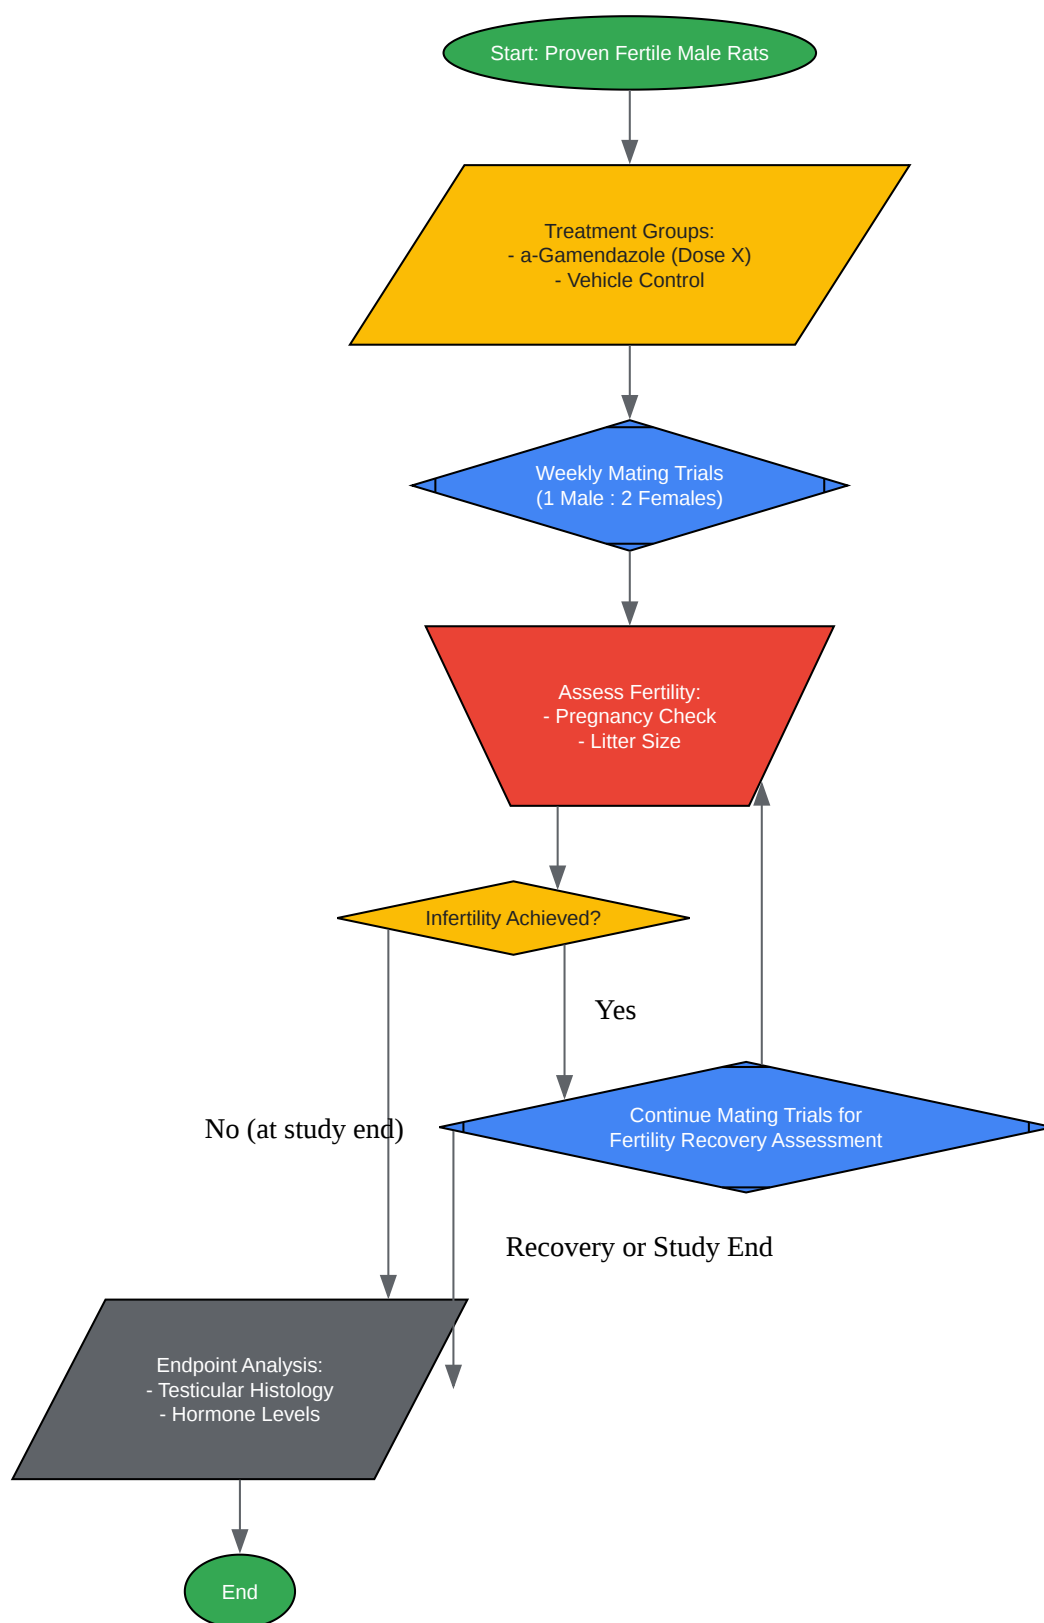 Start: Proven Fertile Male Rats
Treatment Groups:
- a-Gamendazole (Dose X)
- Vehicle Control
Weekly Mating Trials
(1 Male : 2 Females)
Assess Fertility:
- Pregnancy Check
- Litter Size
Infertility Achieved?
Yes
Continue Mating Trials for
Fertility Recovery Assessment
No (at study end)
Recovery or Study End
Endpoint Analysis:
- Testicular Histology
- Hormone Levels
End